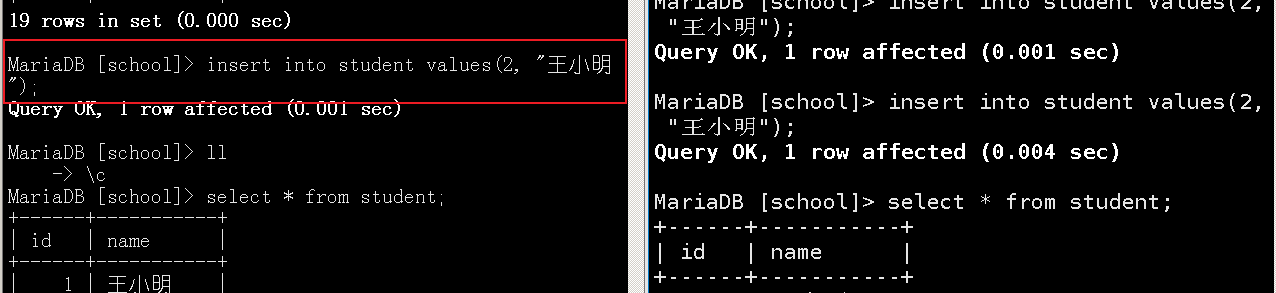 19 rows in set (0.000 sec)
MariaDB [school]> insert into student values(2, "王小明
");
Query OK, 1 row affected (0.001 sec)
MariaDB [school]> ll
-> \c
MariaDB [school]> select * from student;
+------+-----------+
| id | name |
+------+-----------+
| 1 | 王小明
MariaDB [school]> insert into student values(2,
"王小明");
Query OK, 1 row affected (0.001 sec)
MariaDB [school]> insert into student values(2,
"王小明");
Query OK, 1 row affected (0.004 sec)
MariaDB [school]> select * from student;
+------+-----------+
| id | name |
+------+-----------+